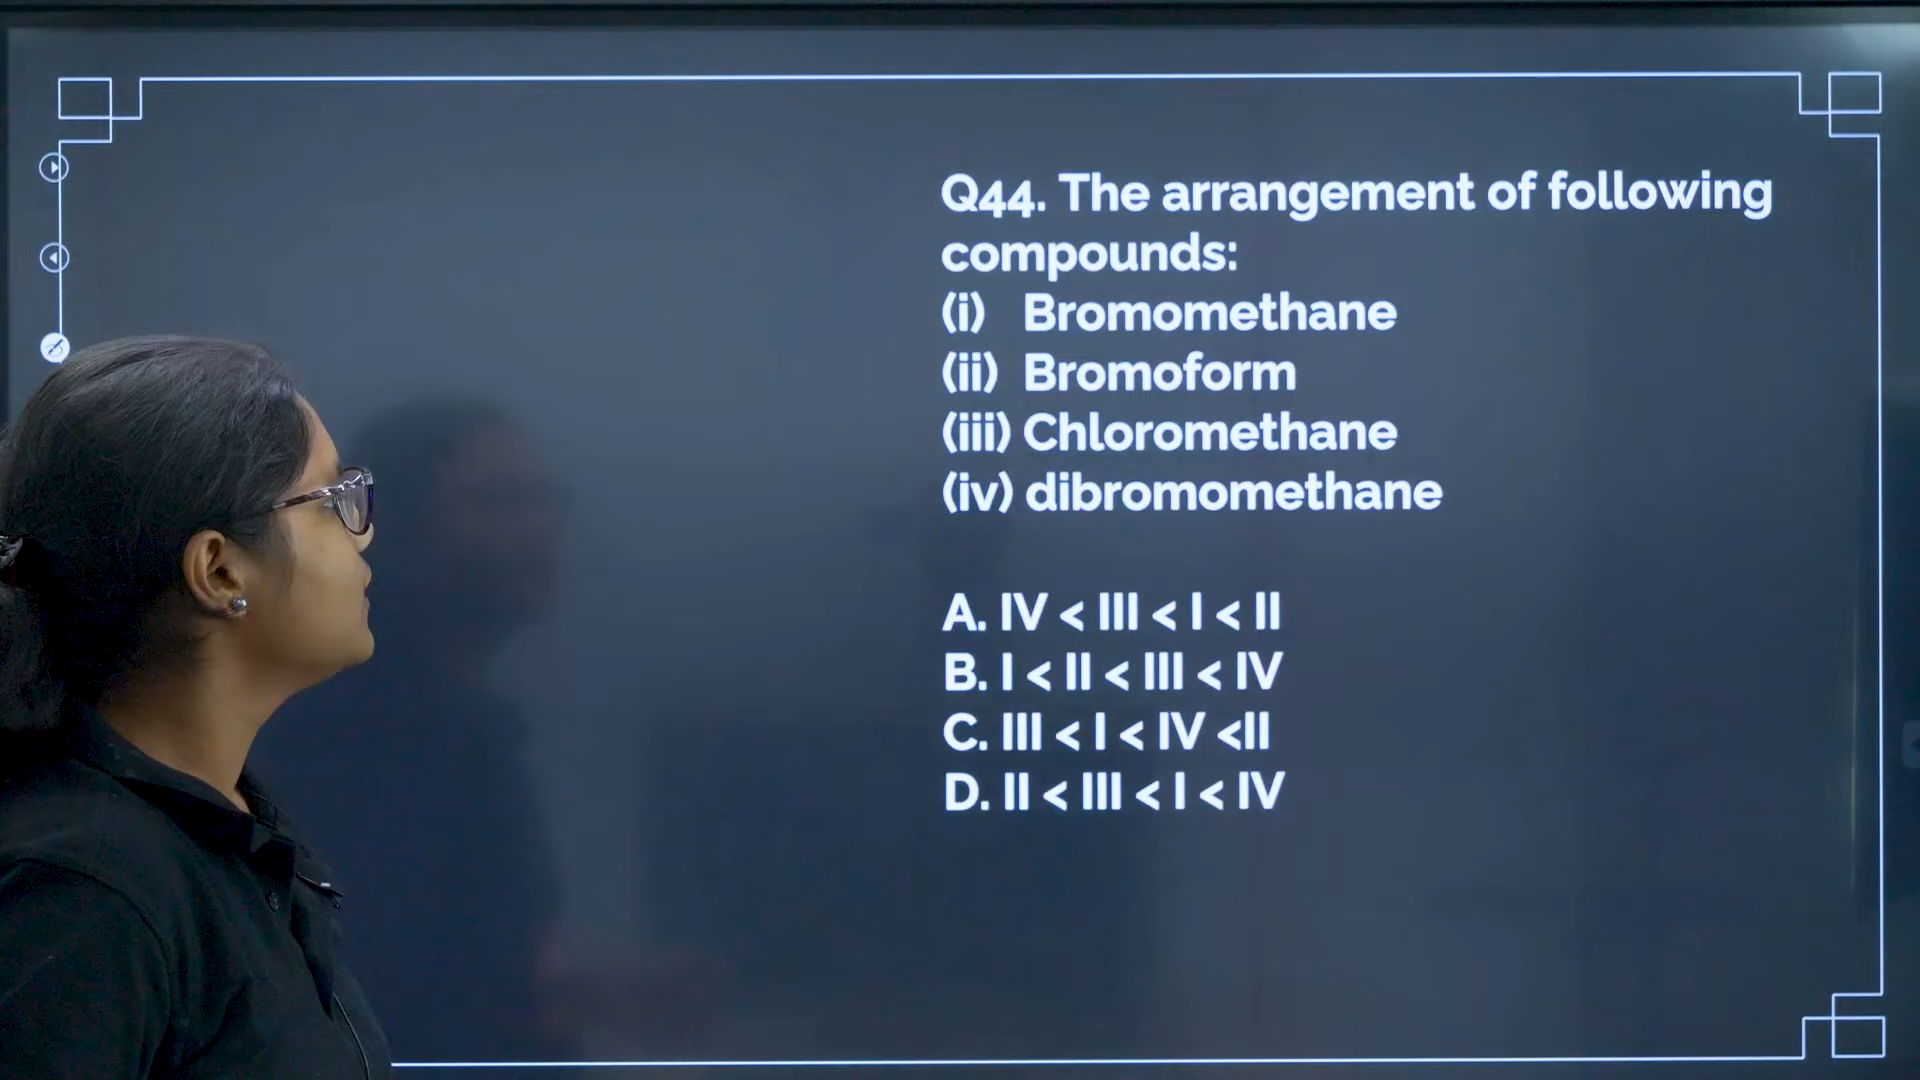 Q44. The arrangement of following
compounds:
(i) Bromomethane
(ii) Bromoform
(iii) Chloromethane
(iv) dibromomethane
A. IV < III < I < II
B. I < II < III < IV
C. III < I < IV <II
D. II < III < I < IV